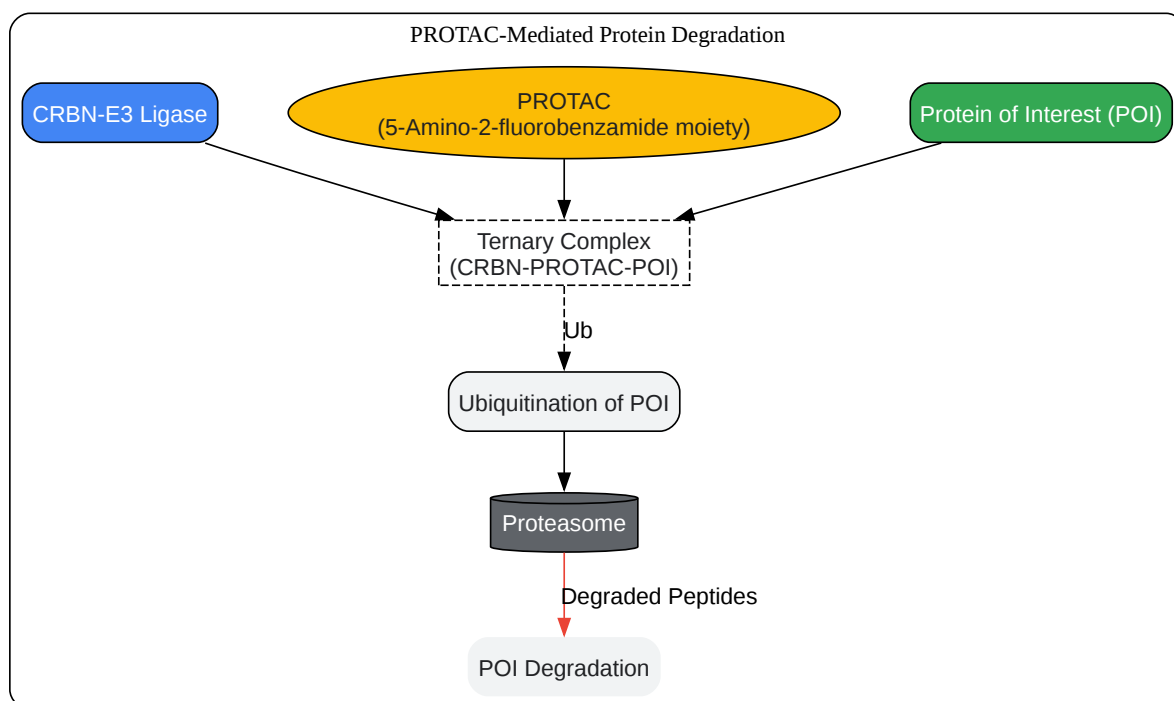 PROTAC-Mediated Protein Degradation
CRBN-E3 Ligase
PROTAC
(5-Amino-2-fluorobenzamide moiety)
Protein of Interest (POI)
Ternary Complex
(CRBN-PROTAC-POI)
Ub
Ubiquitination of POI
Proteasome
Degraded Peptides
POI Degradation